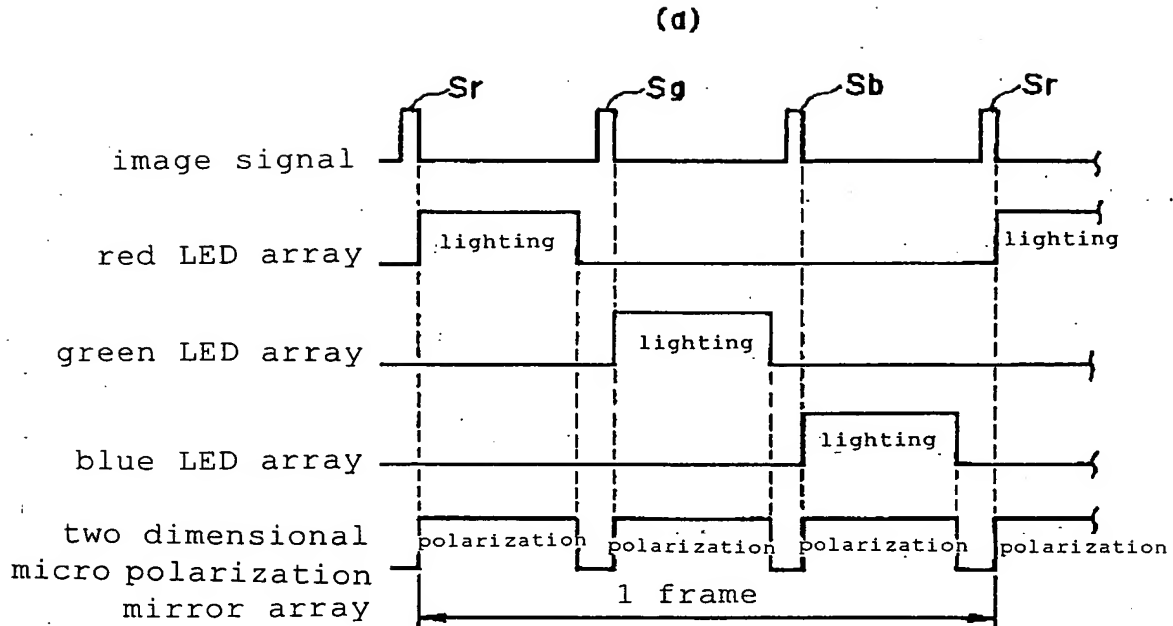 (a)
Sr Sg Sb Sr
image signal
red LED array
lighting lighting
green LED array
lighting
blue LED array
lighting
two dimensional
micro polarization
mirror array
polarization polarization polarization polarization
1 frame